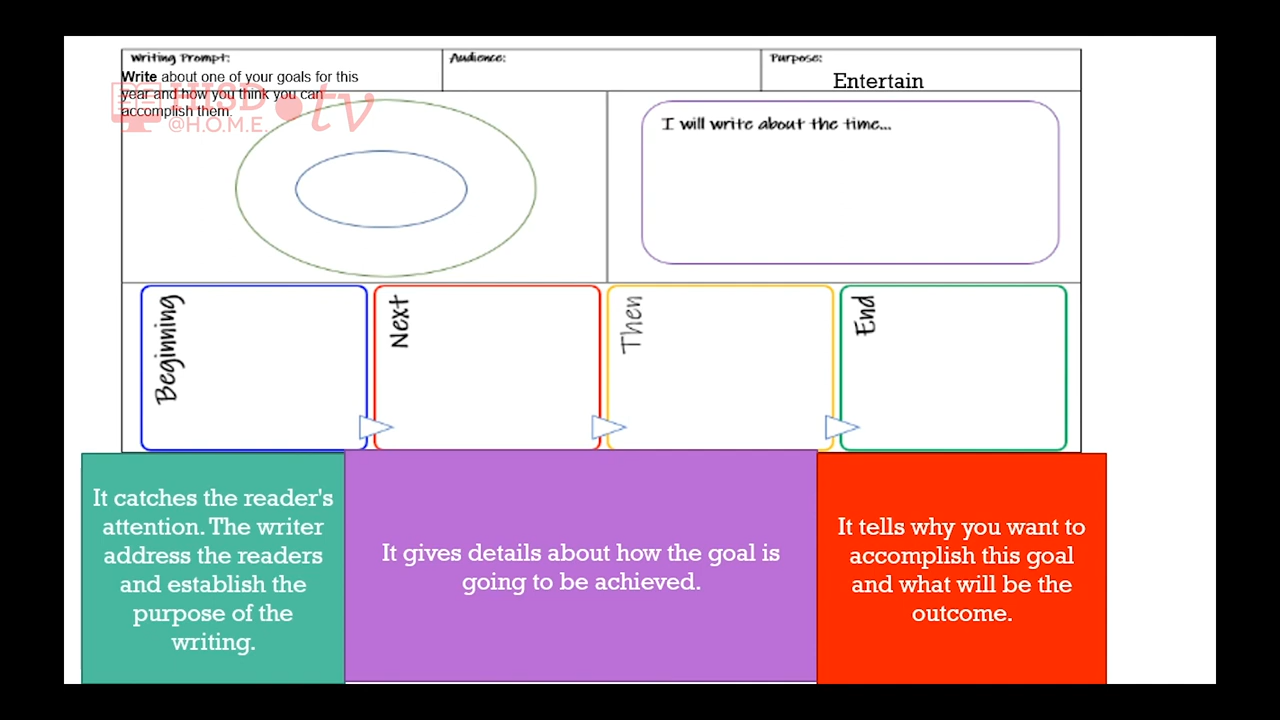 Writing Prompt:
Audience:
Purpose:
Write about one of your goals for this
year and how you think you can
accomplish them.
Entertain
HISD
@H.O.M.E.
tv
I will write about the time...
Beginning
Next
Then
End
It catches the reader's
attention. The writer
address the readers
and establish the
purpose of the
writing.
It gives details about how the goal is
going to be achieved.
It tells why you want to
accomplish this goal
and what will be the
outcome.